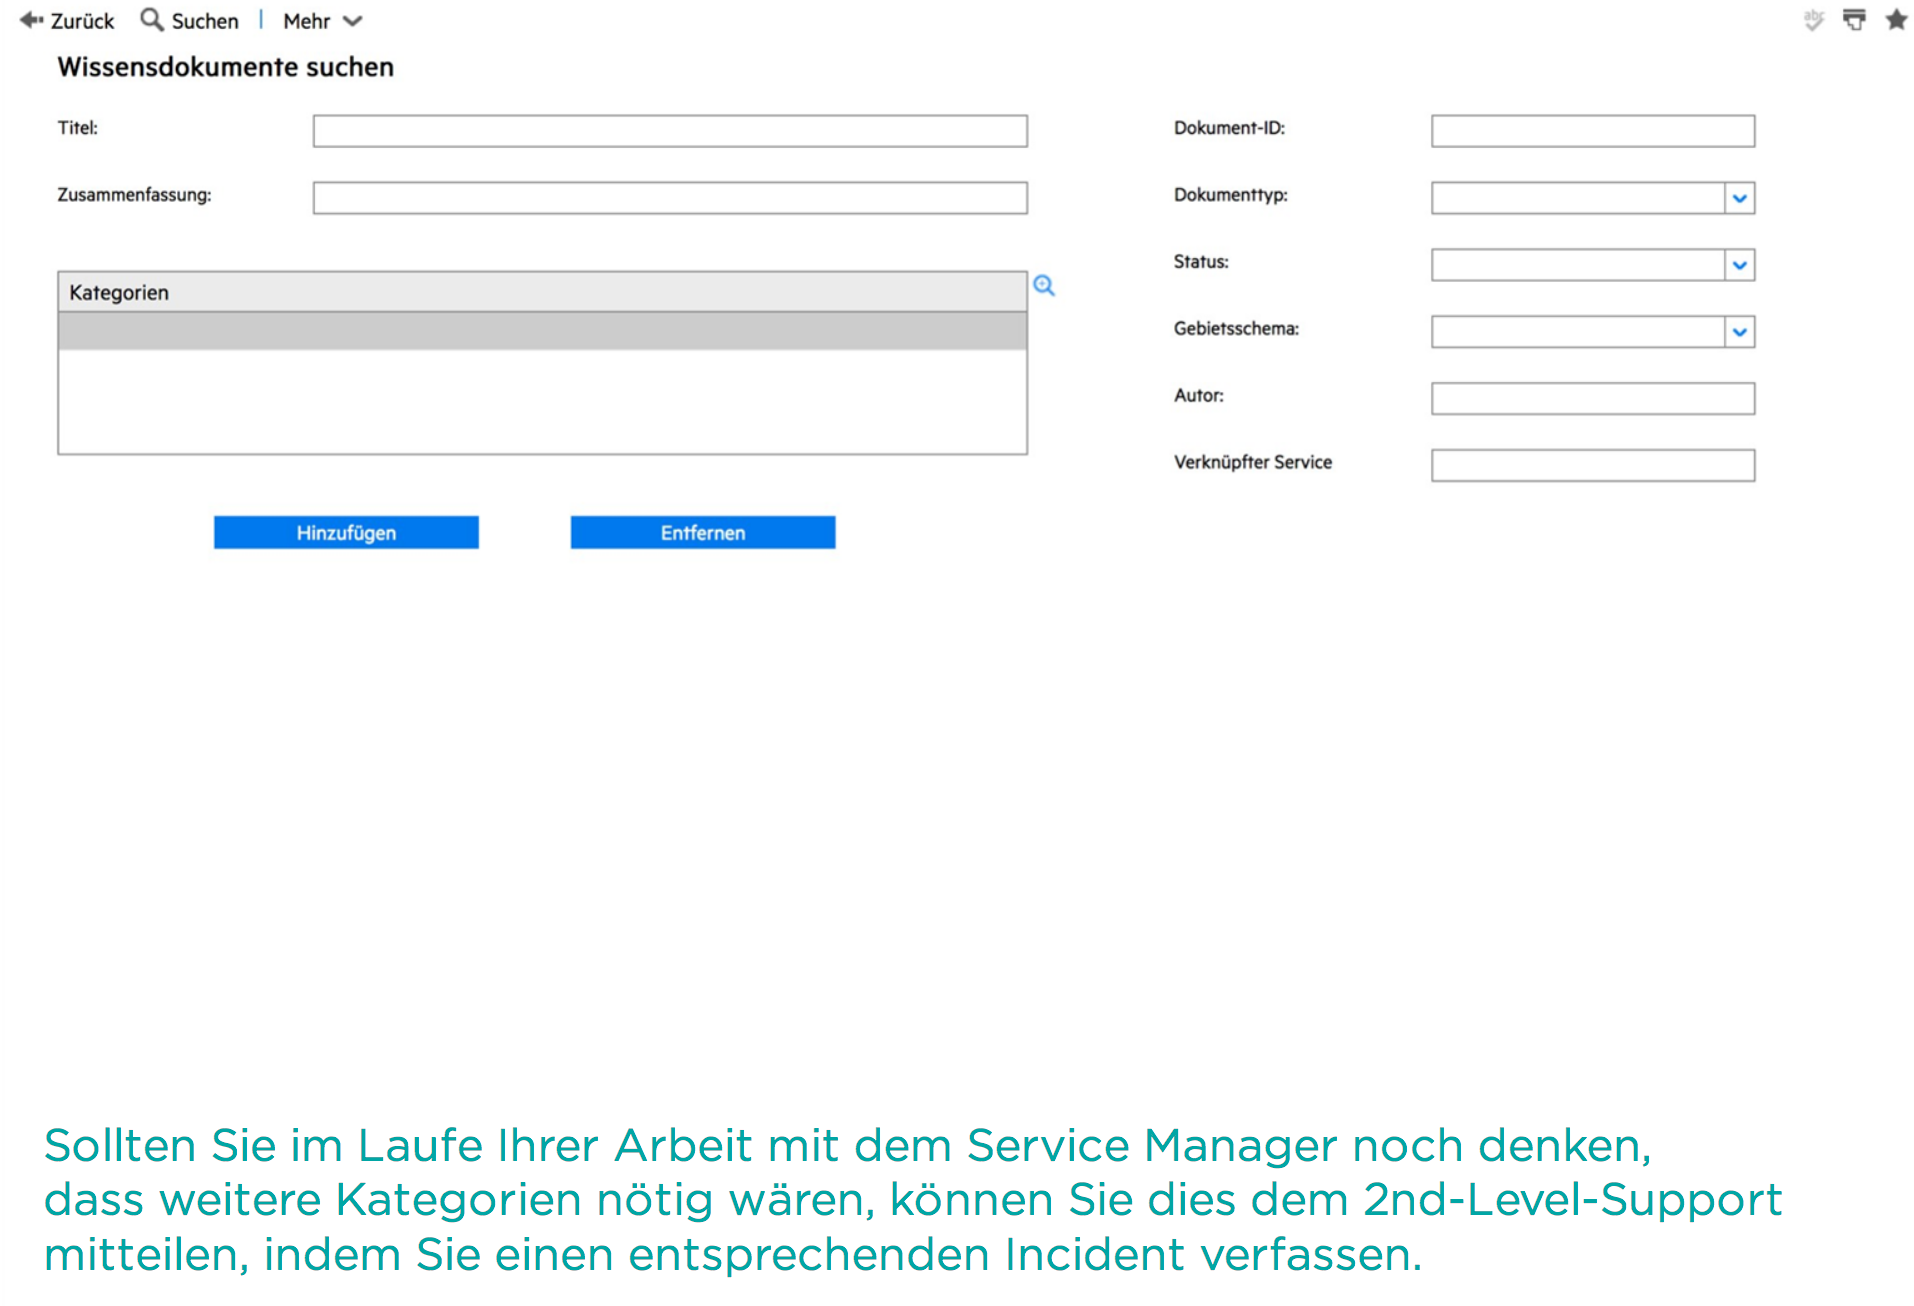 Zurück Suchen Mehr
Wissensdokumente suchen
Titel:
Zusammenfassung:
Kategorien
Hinzufügen Entfernen
Dokument-ID:
Dokumenttyp:
Status:
Gebietsschema:
Autor:
Verknüpfter Service
abc
Sollten Sie im Laufe Ihrer Arbeit mit dem Service Manager noch denken,
dass weitere Kategorien nötig wären, können Sie dies dem 2nd-Level-Support
mitteilen, indem Sie einen entsprechenden Incident verfassen.